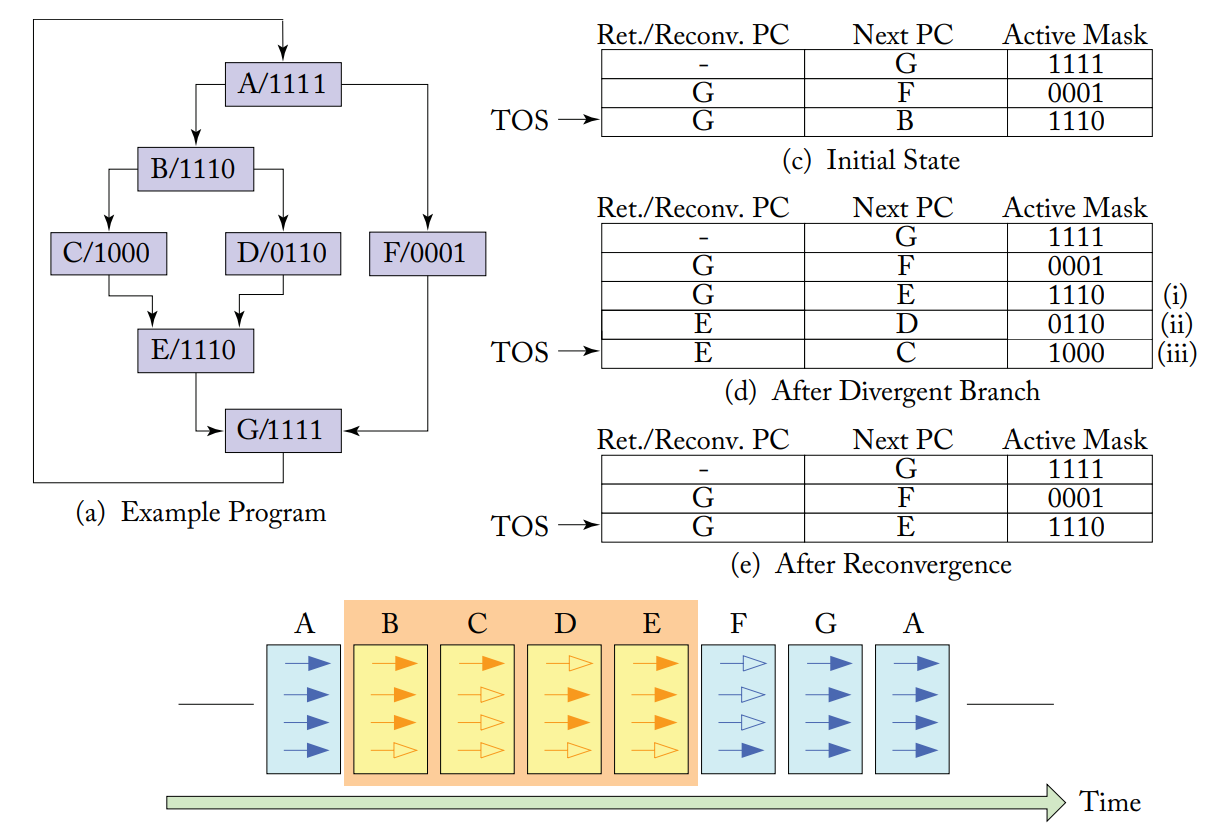 A/1111
B/1110
C/1000 D/0110 F/0001
E/1110
G/1111
(a) Example Program
Ret./Reconv. PC Next PC Active Mask
- G 1111
G F 0001
TOS G B 1110
(c) Initial State
Ret./Reconv. PC Next PC Active Mask
- G 1111
G F 0001
G E 1110 (i)
E D 0110 (ii)
TOS E C 1000 (iii)
(d) After Divergent Branch
Ret./Reconv. PC Next PC Active Mask
- G 1111
G F 0001
TOS G E 1110
(e) After Reconvergence
A B C D E F G A
Time